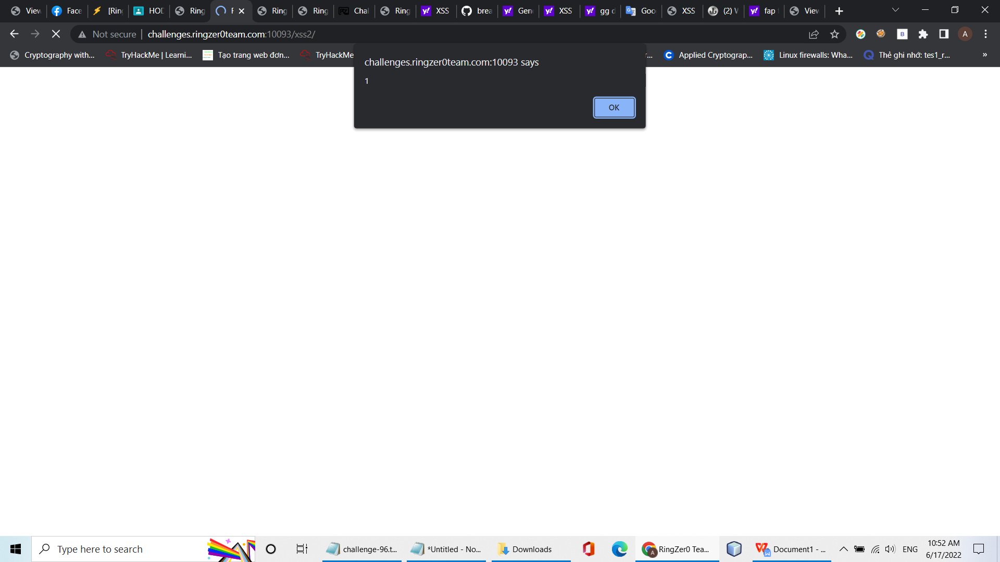 View
Face
[Rin
HOD
Ring
Ring
Ring
Chal
Ring
XSS
brea
Gene
XSS
gg d
Goo
XSS
(2) W
fap
View
Not secure
challenges.ringzer0team.com:10093/xss2/
A
Cryptography with...
TryHackMe | Learni...
Tạo trang web đơn...
TryHackMe
r...
Applied Cryptograp...
Linux firewalls: Wha...
Thẻ ghi nhớ: tes1_r...
»
challenges.ringzer0team.com:10093 says
1
OK
Type here to search
challenge-96.t...
*Untitled - No...
Downloads
RingZer0 Tea...
Document1 - ...
ENG
10:52 AM
6/17/2022